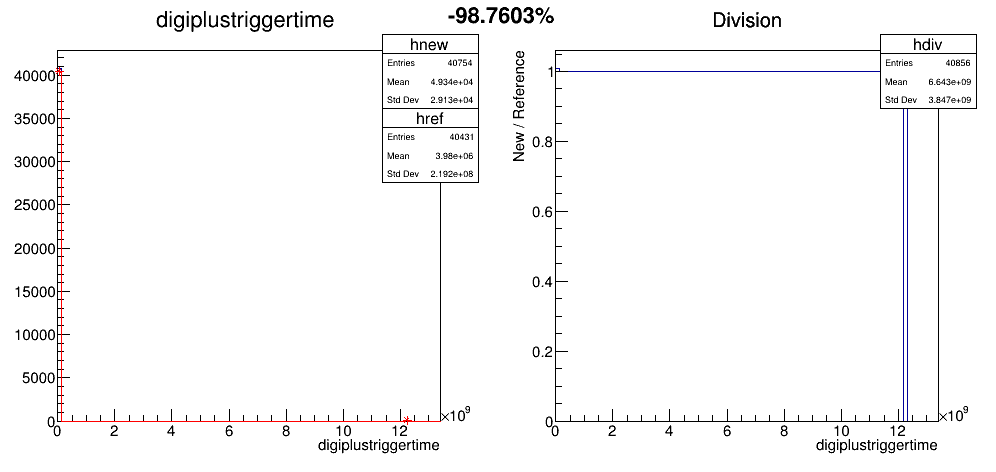 digiplustriggertime
-98.7603%
Division
hnew
Entries 40754
Mean 4.934e+04
Std Dev 2.913e+04
href
Entries 40431
Mean 3.98e+06
Std Dev 2.192e+08
40000
35000
30000
25000
20000
15000
10000
5000
0
0 2 4 6 8 10 12 ×10⁹
digiplustriggertime
hdiv
Entries 40856
Mean 6.643e+09
Std Dev 3.847e+09
New / Reference
1
0.8
0.6
0.4
0.2
0
0 2 4 6 8 10 12 ×10⁹
digiplustriggertime